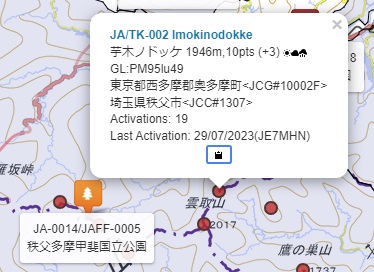 JA/TK-002 Imokinodokke
芋木ノドッケ 1946m,10pts (+3)
GL:PM95lu49
東京都西多摩郡奥多摩町<JCG#10002F>
埼玉県秩父市<JCC#1307>
Activations: 19
Last Activation: 29/07/2023(JE7MHN)
×
8
雁坂峠
JA-0014/JAFF-0005
秩父多摩甲斐国立公園
雲取山
2017
鷹の巣山
1737